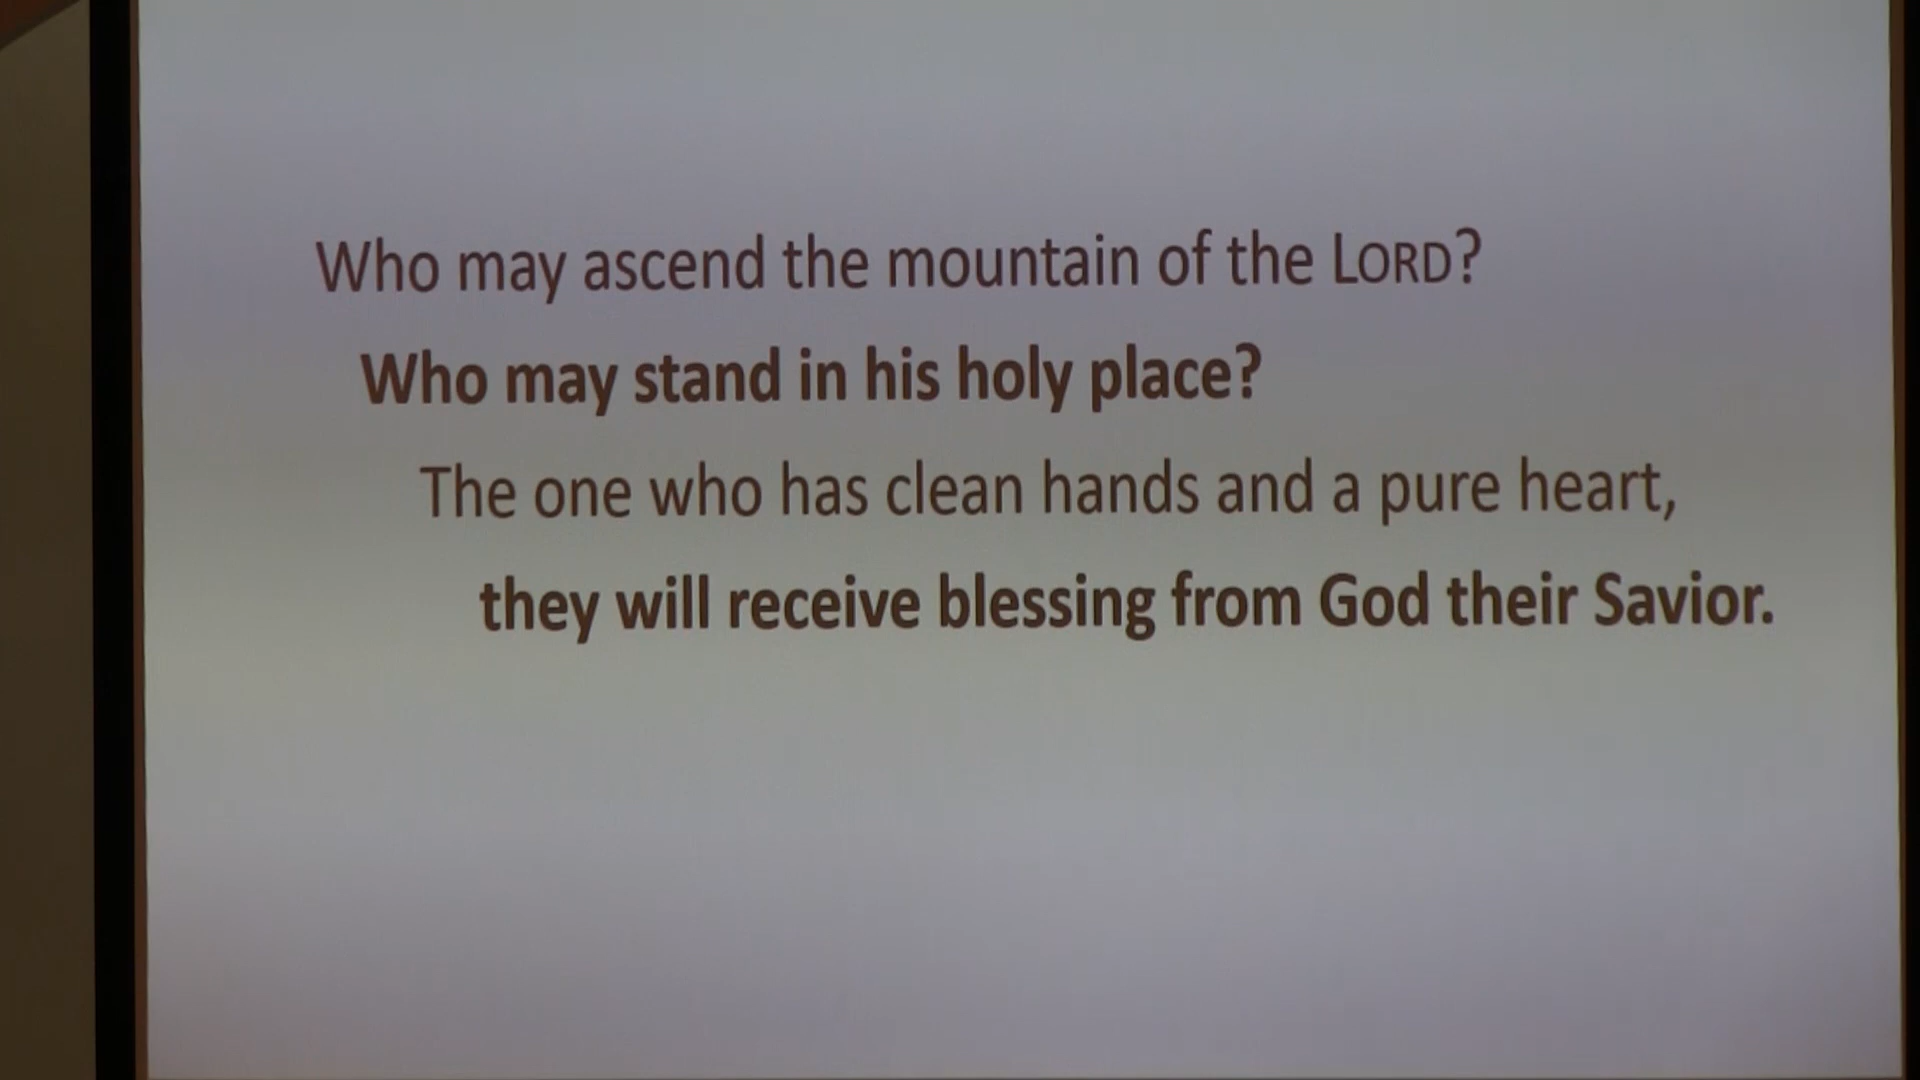 Who may ascend the mountain of the LORD?
Who may stand in his holy place?
The one who has clean hands and a pure heart,
they will receive blessing from God their Savior.